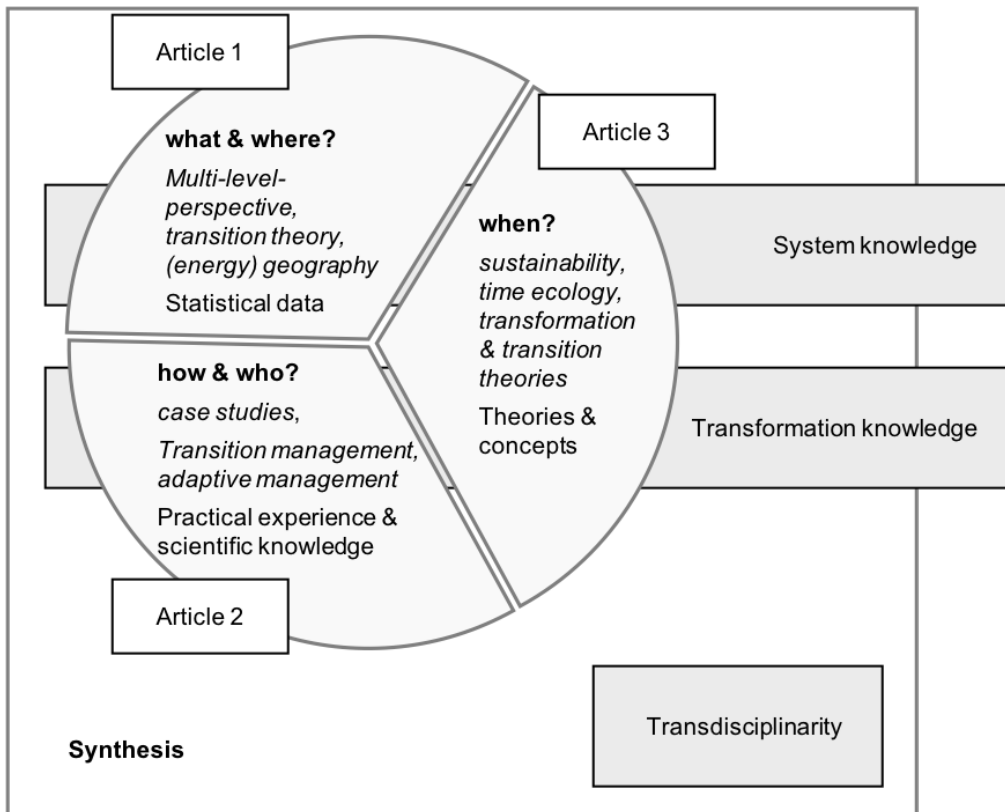 Article 1
what & where?
Multi-level-
perspective,
transition theory,
(energy) geography
Statistical data
Article 3
when?
sustainability,
time ecology,
transformation
& transition
theories
Theories &
concepts
System knowledge
Transformation knowledge
how & who?
case studies,
Transition management,
adaptive management
Practical experience &
scientific knowledge
Article 2
Transdisciplinarity
Synthesis